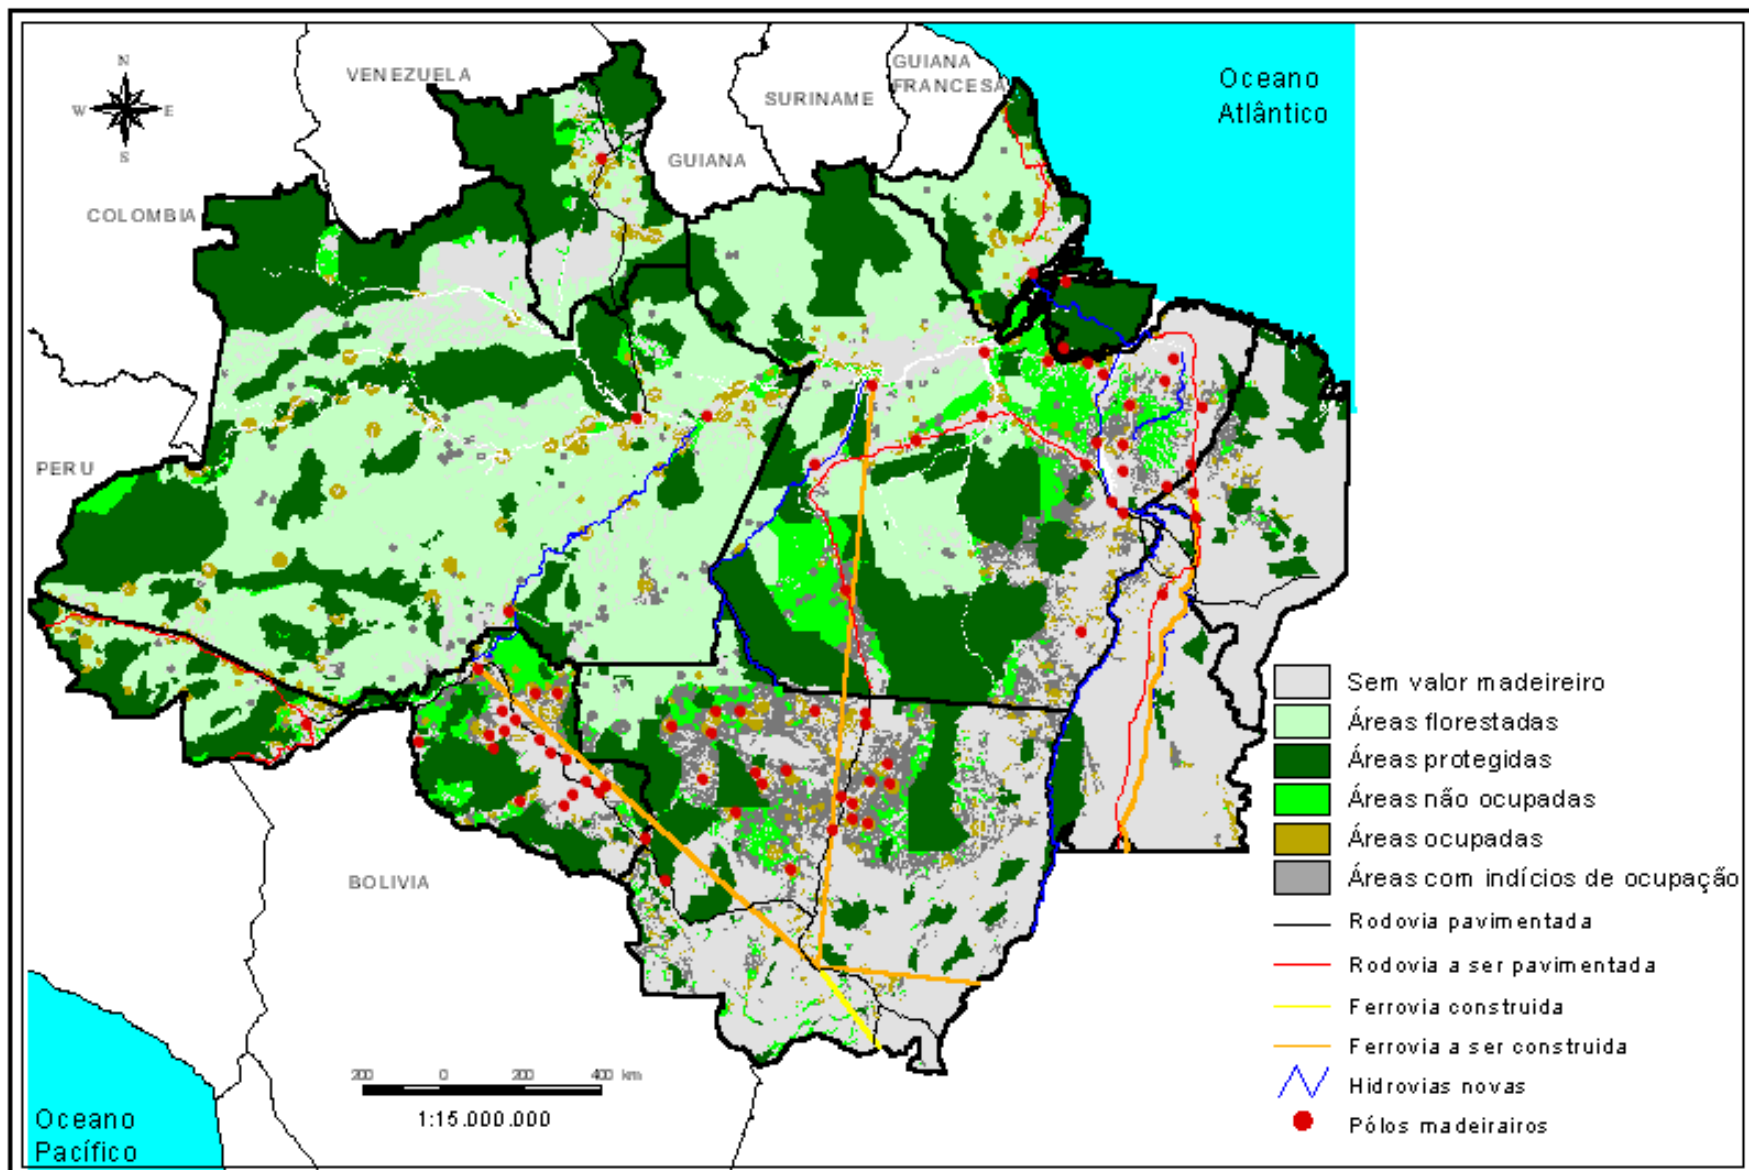 N
W E
S
VENEZUELA
GUIANA
FRANCESA
SURINAME
GUIANA
COLOMBIA
PERU
BOLIVIA
Oceano
Atlântico
Sem valor madeireiro
Áreas florestadas
Áreas protegidas
Áreas não ocupadas
Áreas ocupadas
Áreas com indícios de ocupação
Rodovia pavimentada
Rodovia a ser pavimentada
Ferrovia construida
Ferrovia a ser construida
Hidrovias novas
Pólos madeirairos
200 0 200 400 km
1:15.000.000
Oceano
Pacífico